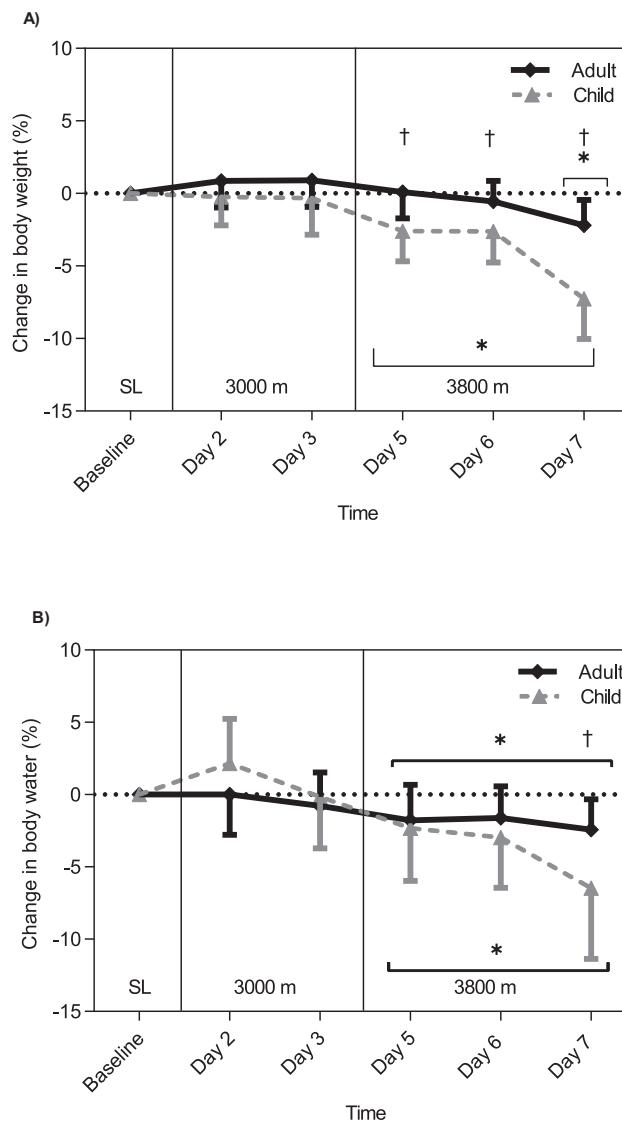 A)
10
5
0
-5
-10
-15
Change in body weight (%)
Adult
Child
†
†
†
*
*
SL
3000 m
3800 m
Baseline
Day 2
Day 3
Day 5
Day 6
Day 7
Time
B)
10
5
0
-5
-10
-15
Change in body water (%)
Adult
Child
*
†
*
SL
3000 m
3800 m
Baseline
Day 2
Day 3
Day 5
Day 6
Day 7
Time